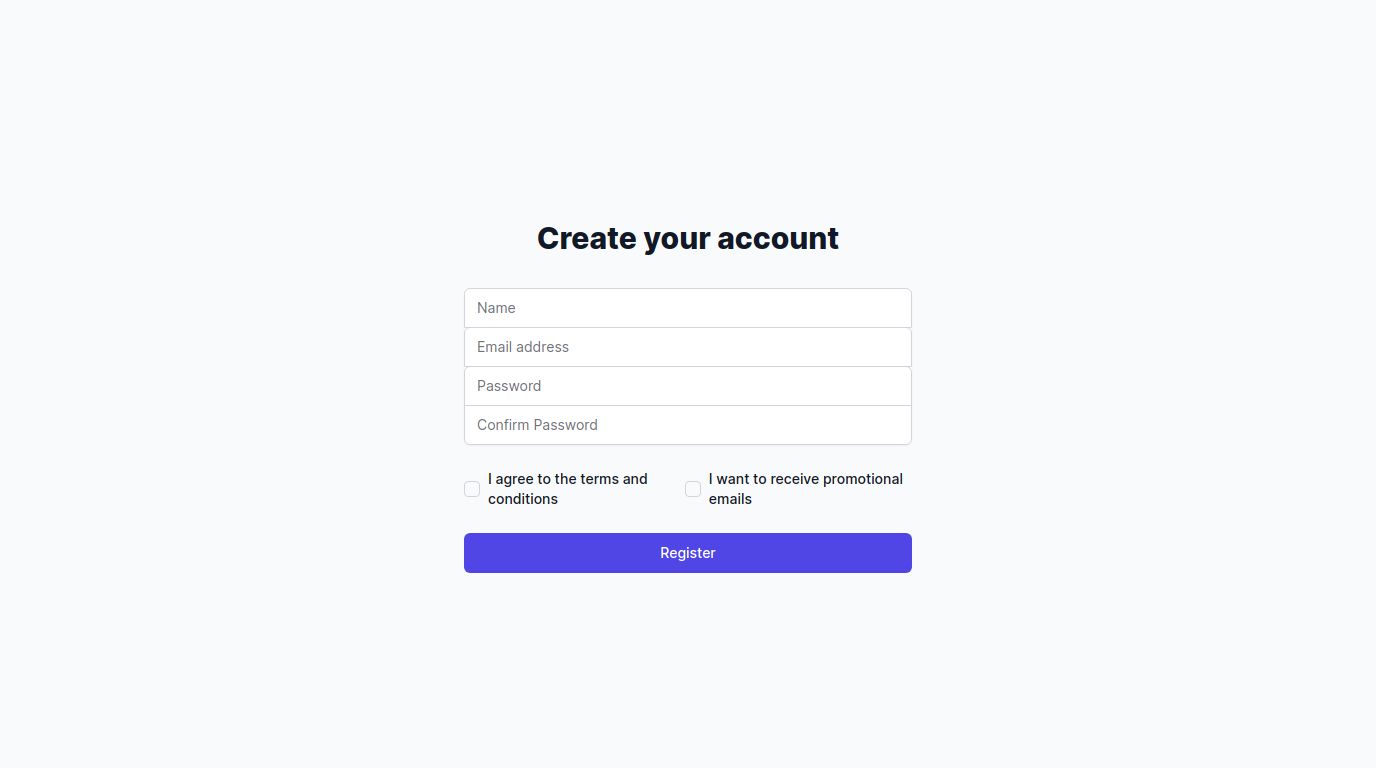 Create your account
Name
Email address
Password
Confirm Password
I agree to the terms and
conditions
I want to receive promotional
emails
Register